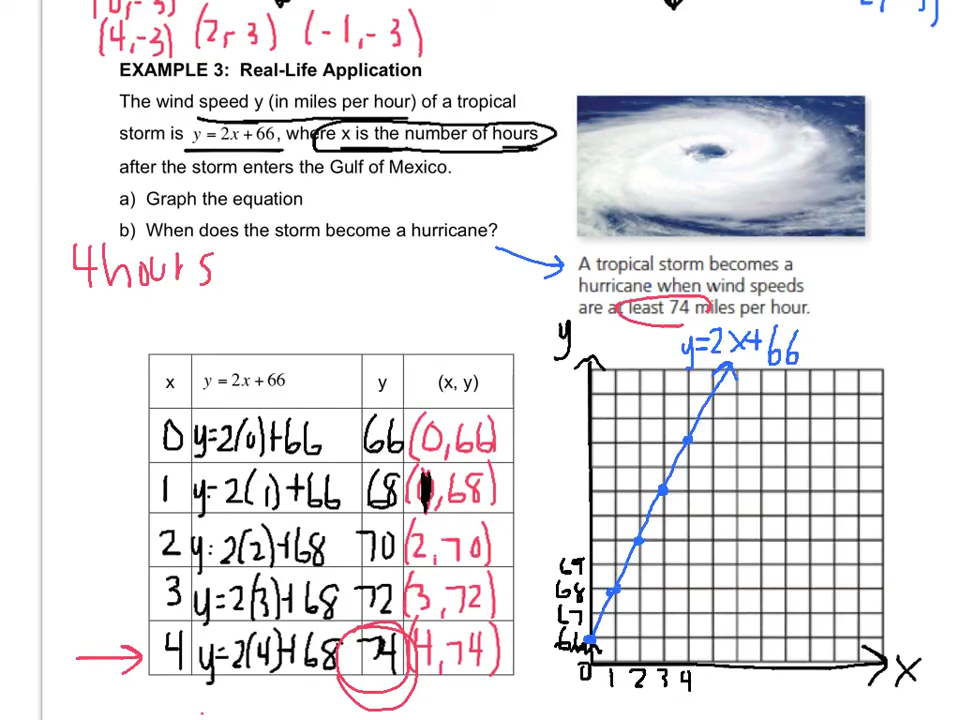 (4,-3) (2,-3) (-1,-3)
EXAMPLE 3: Real-Life Application
The wind speed y (in miles per hour) of a tropical
storm is y = 2x + 66, where x is the number of hours
after the storm enters the Gulf of Mexico.
a) Graph the equation
b) When does the storm become a hurricane?
4 hours
A tropical storm becomes a
hurricane when wind speeds
are at least 74 miles per hour.
x y = 2x + 66 y (x, y)
0 y=2(0)+66 66 (0,66)
1 y=2(1)+66 68 ( ,68)
2 y=2(2)+68 70 (2,70)
3 y=2(3)+68 72 (3,72)
4 y=2(4)+68 74 (4,74)
y
y=2x+66
69
68
67
66
0 1 2 3 4
x